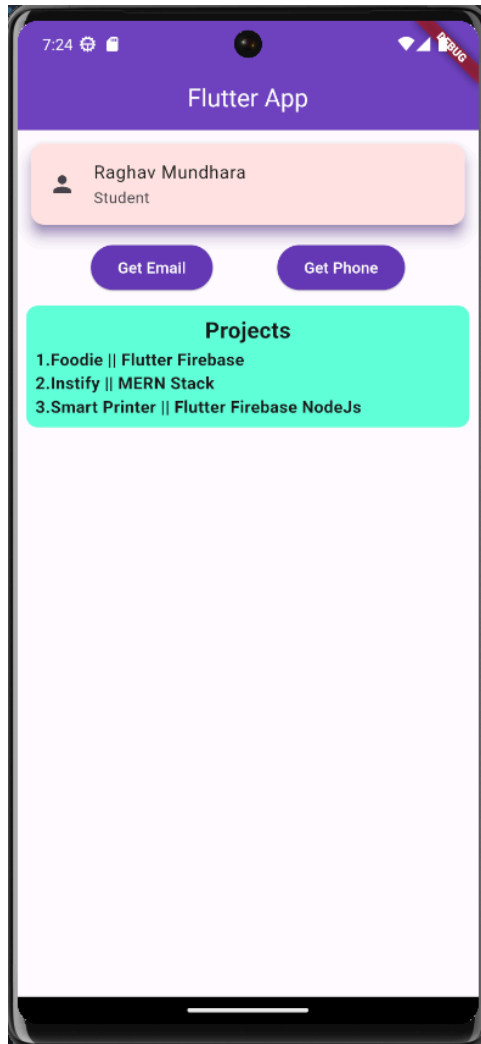 7:24
DEBUG
Flutter App
Raghav Mundhara
Student
Get Email Get Phone
Projects
1.Foodie || Flutter Firebase
2.Instify || MERN Stack
3.Smart Printer || Flutter Firebase NodeJs